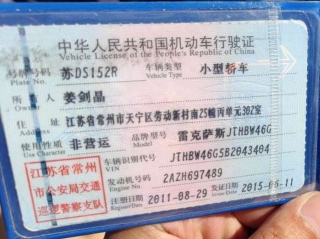 中华人民共和国机动车行驶证
Vehicle License of the People's Republic of China
号牌号码 苏DS152R 车辆类型 小型轿车
Plate No. Vehicle Type
所有人 姜剑晶
Owner
住址 江苏省常州市天宁区劳动新村南25幢丙单元302室
Address
使用性质 非营运 品牌型号 雷克萨斯JTHBW46G
Use Character Model
江苏省常州 车辆识别代号 JTHBW46G5B2043404
VIN
市公安局交通 发动机号码 2AZH697489
Engine No.
巡逻警察支队 注册日期 2011-08-29 发证日期 2015-06-11
Register Date Issue Date